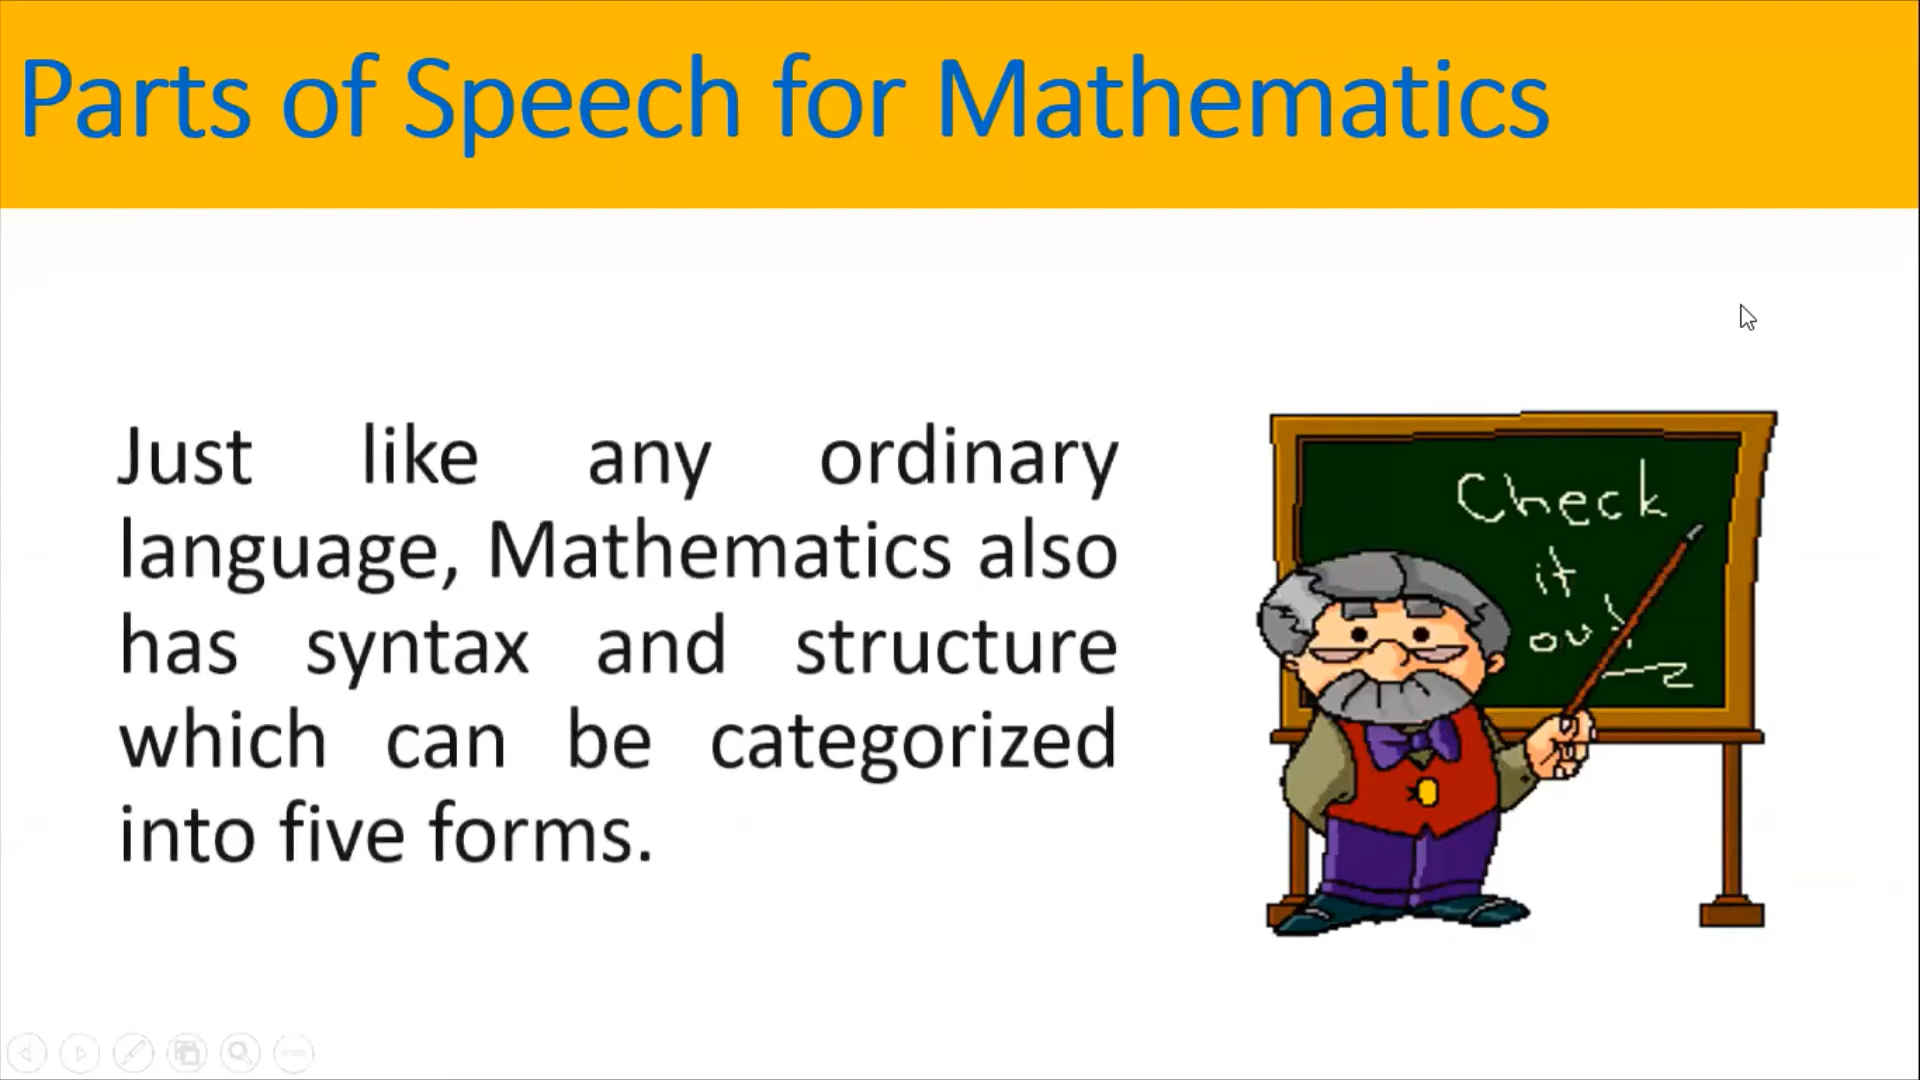 Parts of Speech for Mathematics
Just like any ordinary
language, Mathematics also
has syntax and structure
which can be categorized
into five forms.
Check
it
out